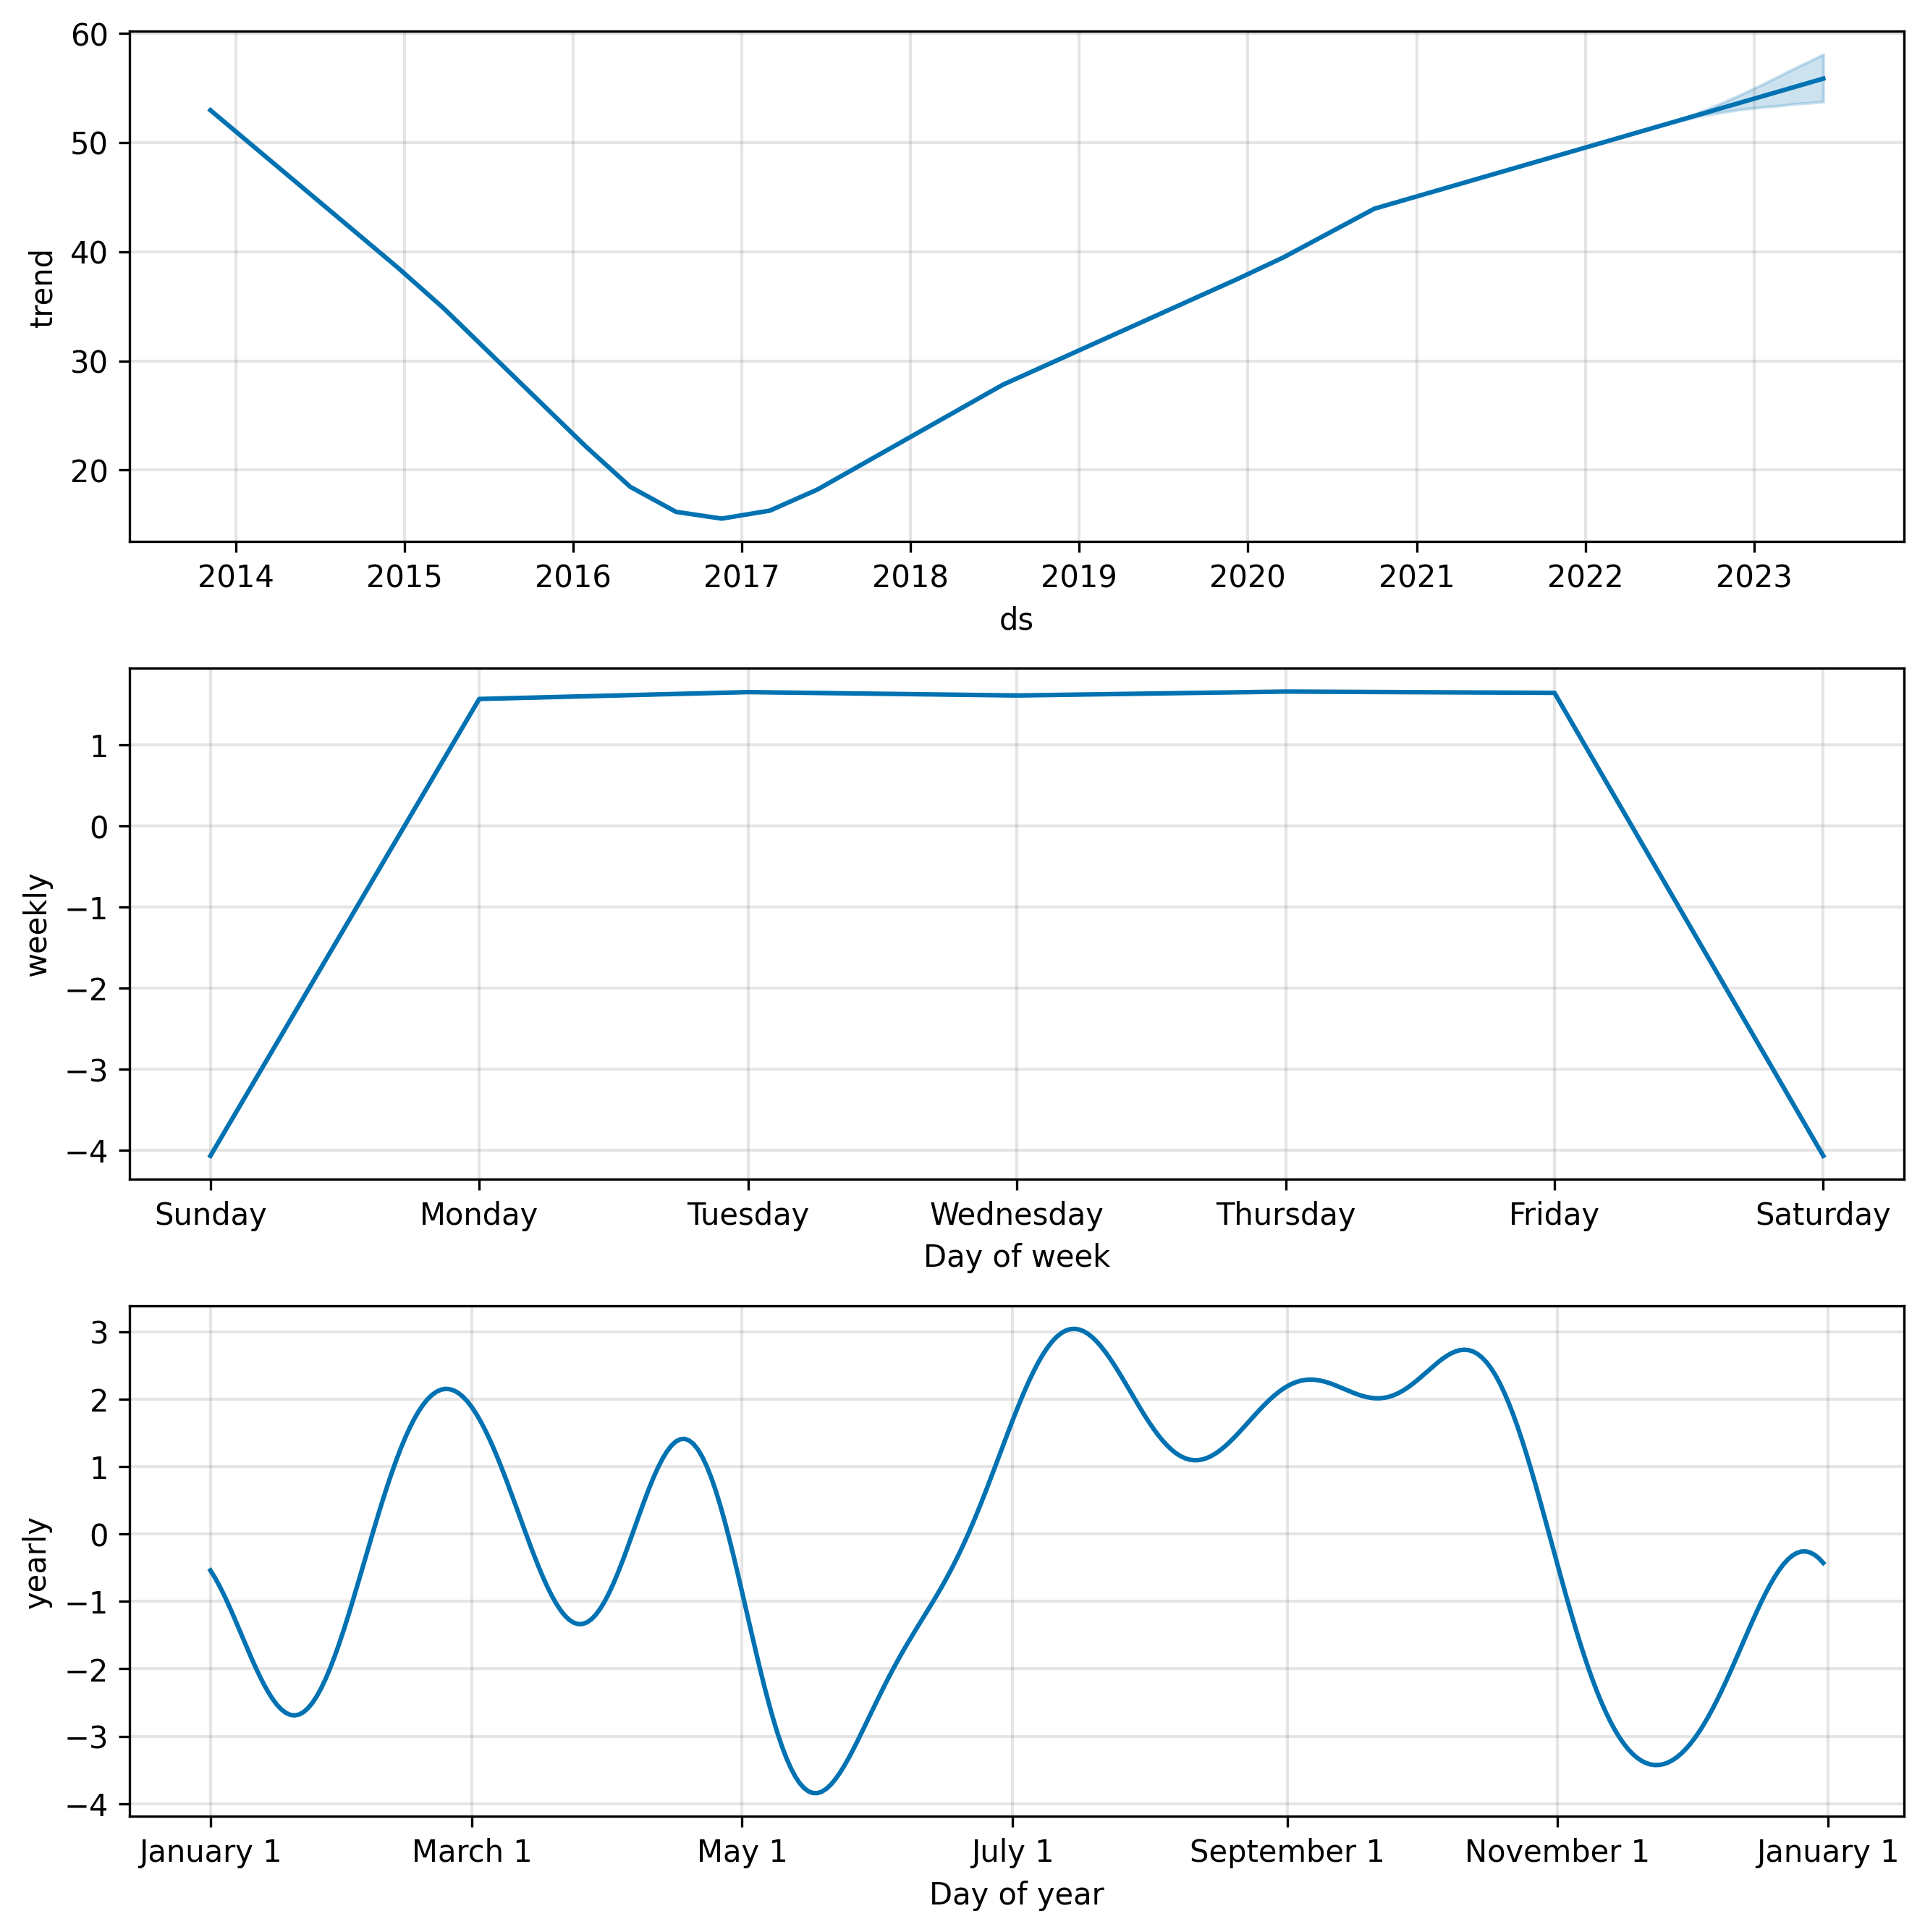 60
50
40
30
20
trend
2014 2015 2016 2017 2018 2019 2020 2021 2022 2023
ds
1
0
−1
−2
−3
−4
weekly
Sunday Monday Tuesday Wednesday Thursday Friday Saturday
Day of week
3
2
1
0
−1
−2
−3
−4
yearly
January 1 March 1 May 1 July 1 September 1 November 1 January 1
Day of year